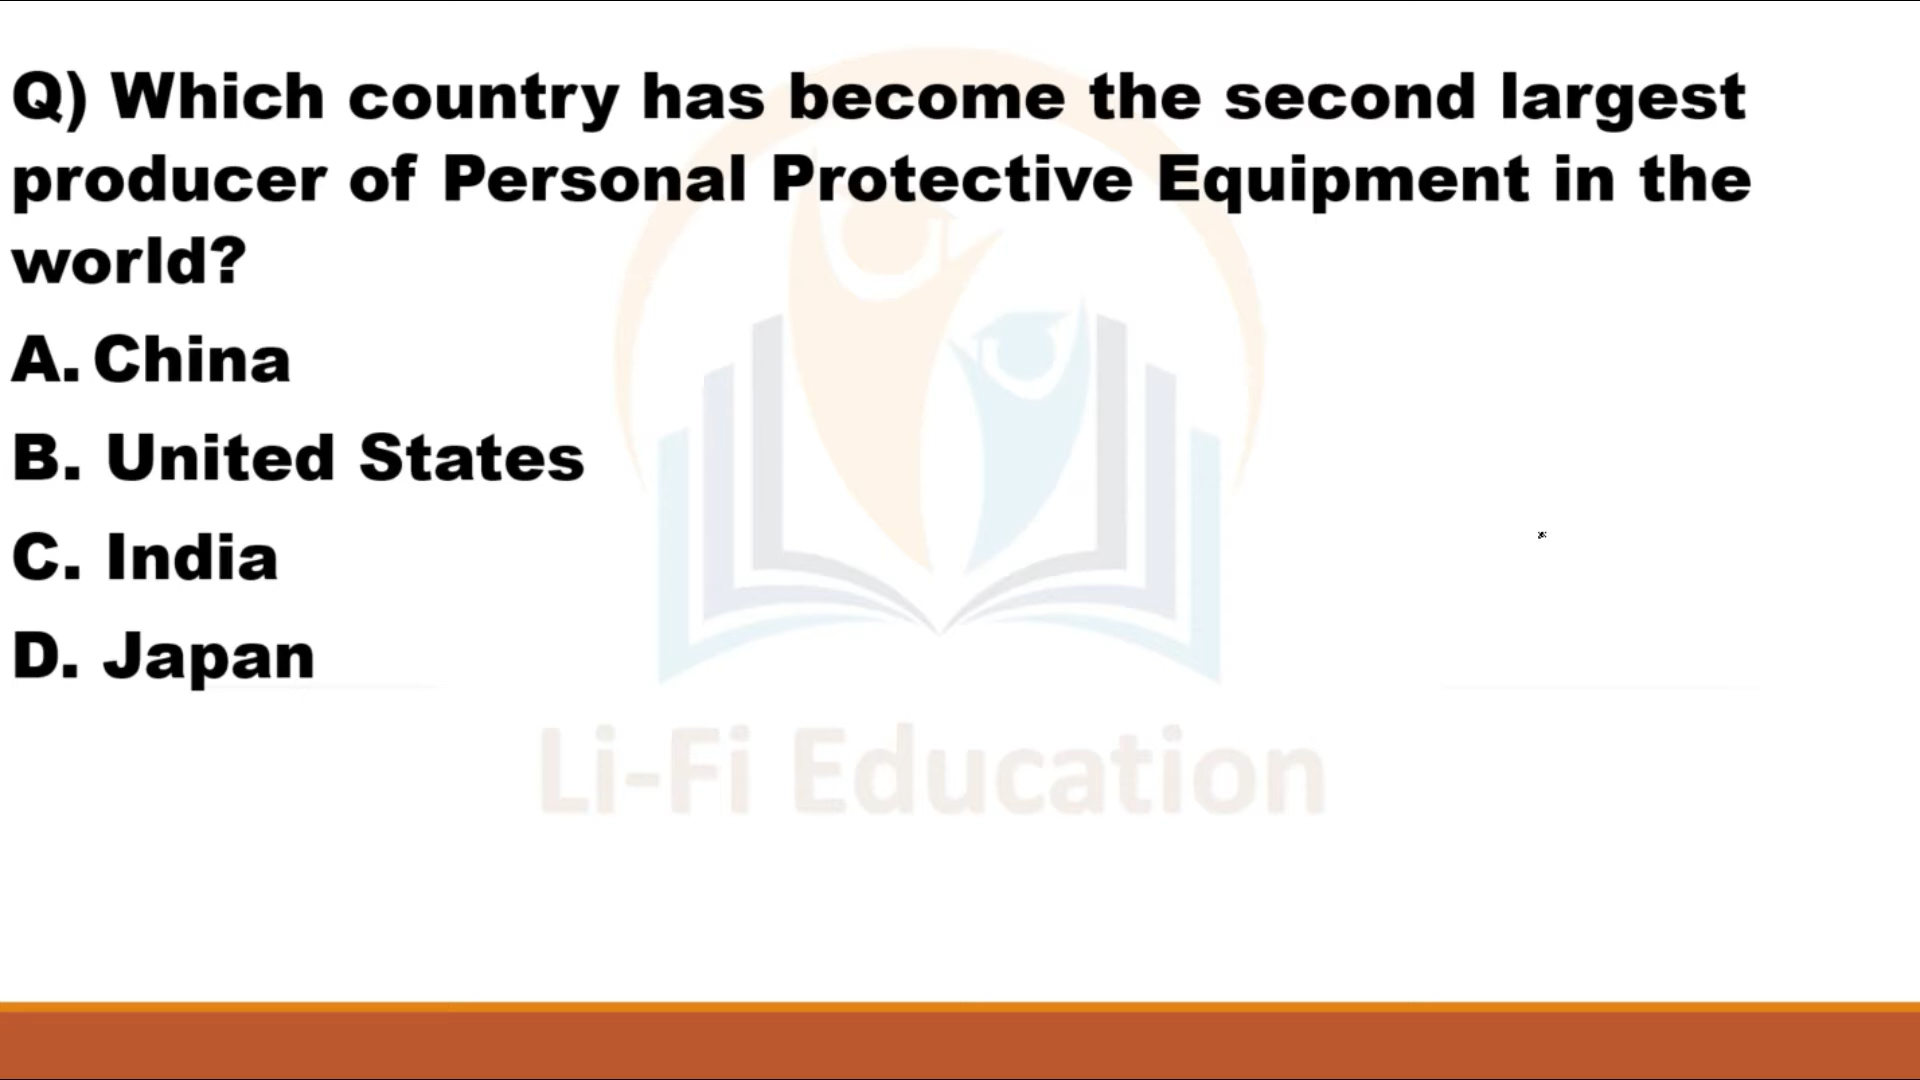 Q) Which country has become the second largest
producer of Personal Protective Equipment in the
world?
A. China
B. United States
C. India
D. Japan
Li-Fi Education